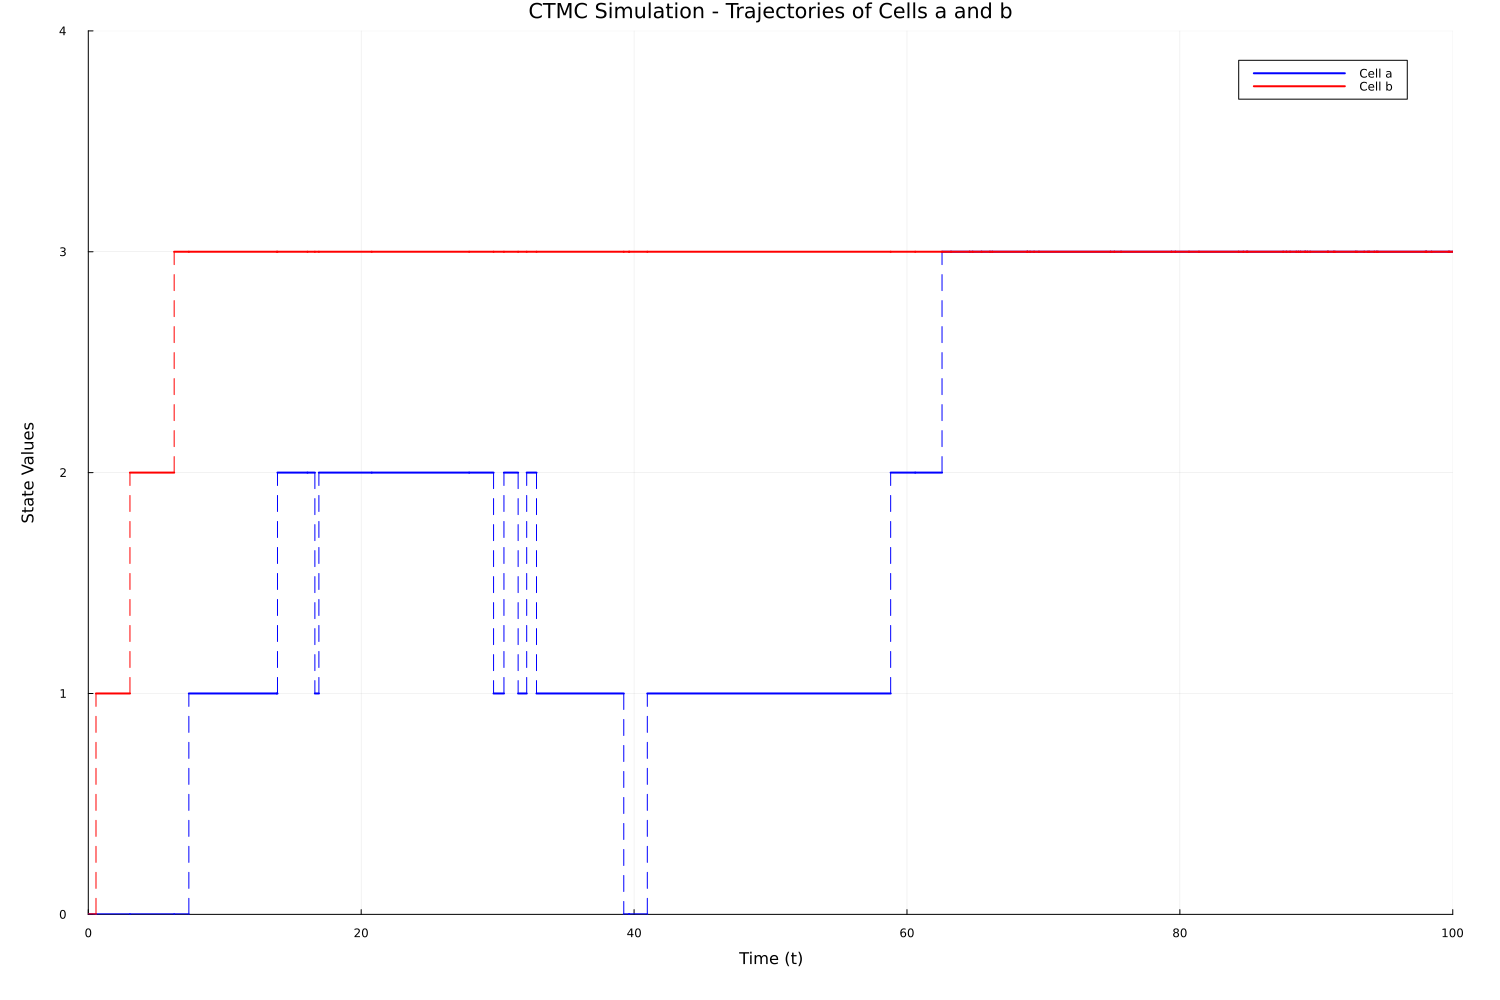 CTMC Simulation - Trajectories of Cells a and b
4
Cell a
Cell b
3
State Values
2
1
0
0 20 40 60 80 100
Time (t)